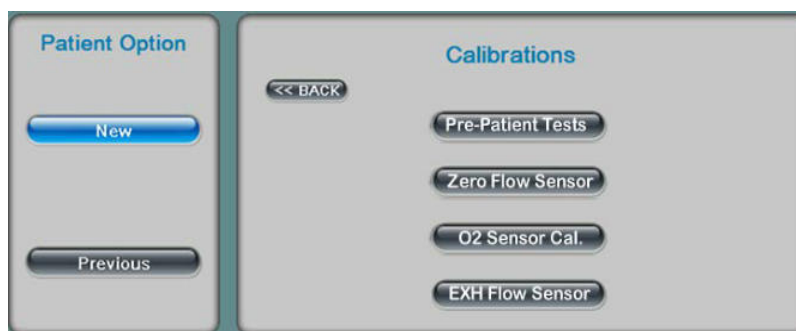 Patient Option
New
Previous
Calibrations
<< BACK
Pre-Patient Tests
Zero Flow Sensor
O2 Sensor Cal.
EXH Flow Sensor